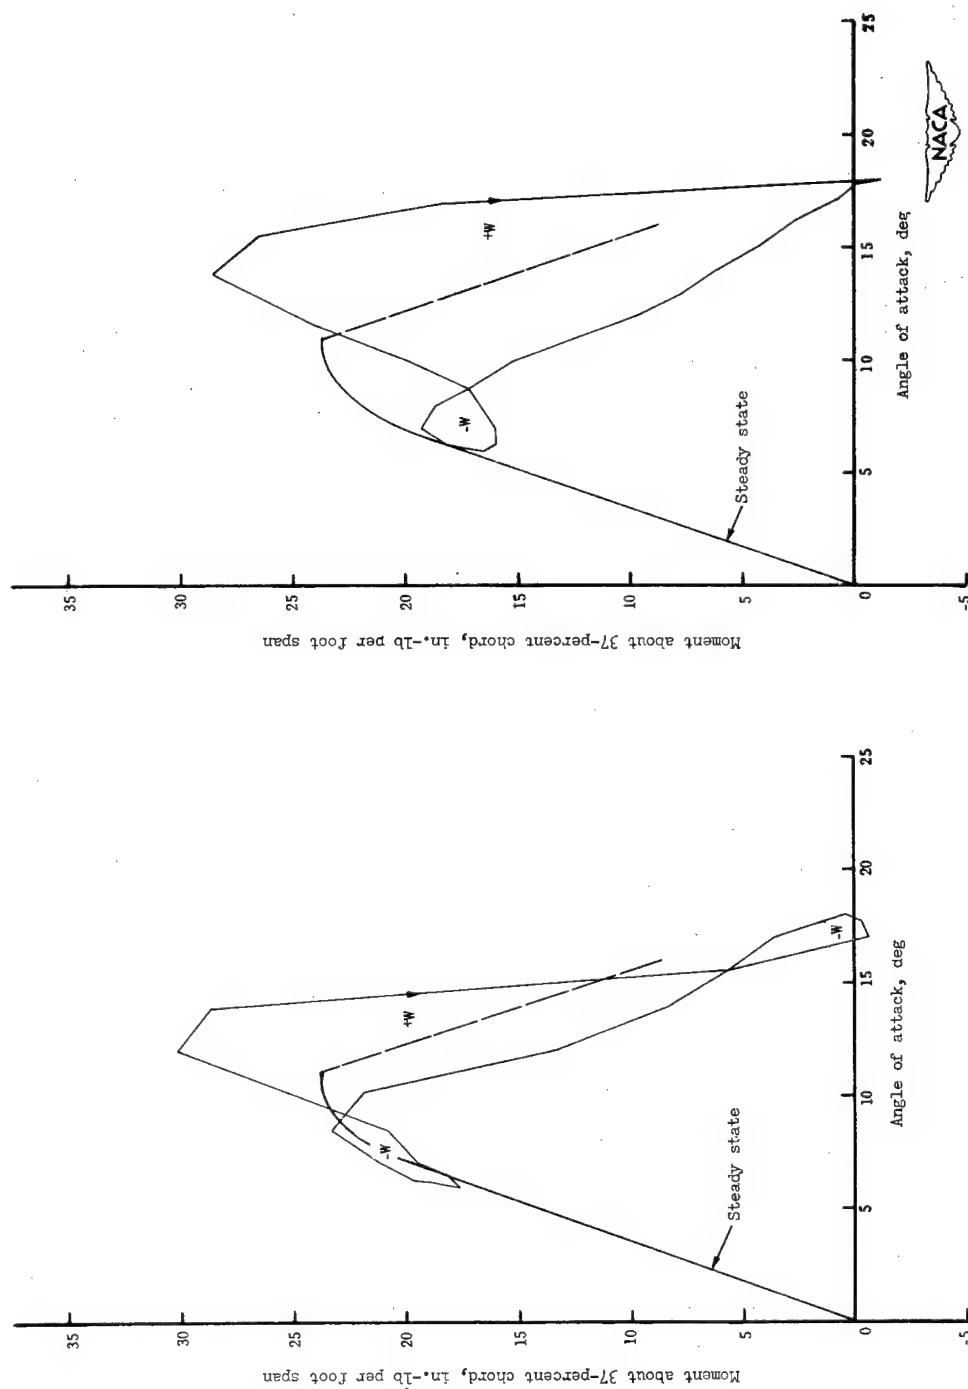 Moment about 37-percent chord, in.-lb per foot span
35
30
25
20
15
10
5
0
-5
5
10
15
20
25
Angle of attack, deg
Steady state
-W
+W
-W
Moment about 37-percent chord, in.-lb per foot span
35
30
25
20
15
10
5
0
-5
5
10
15
20
25
Angle of attack, deg
Steady state
-W
+W
NACA